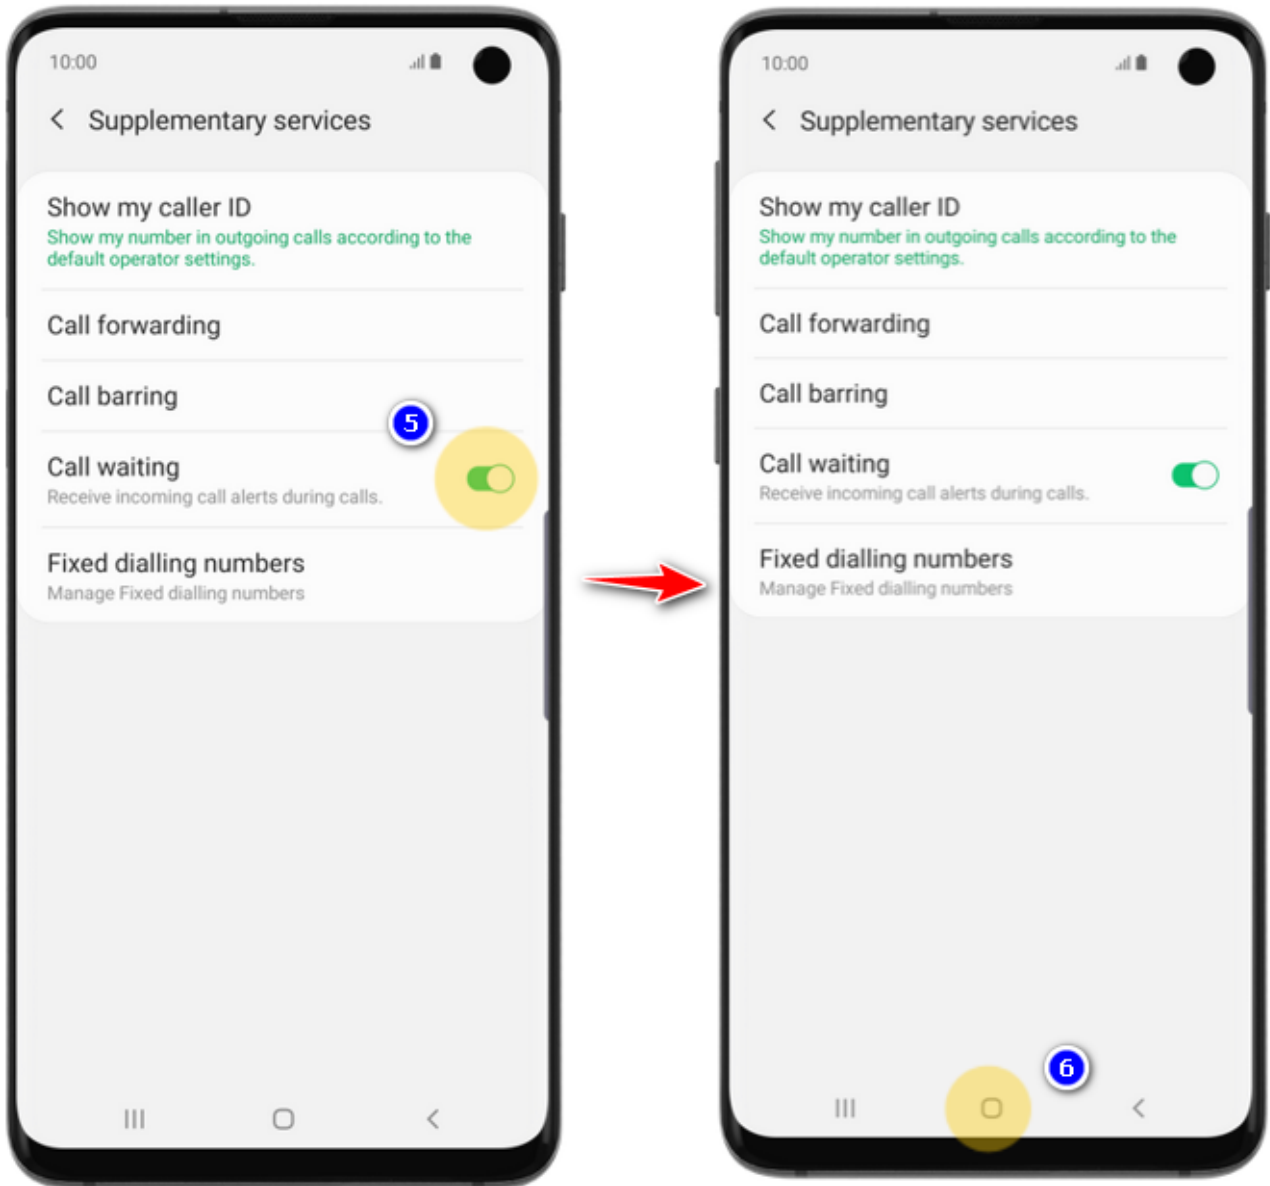 10:00
Supplementary services
Show my caller ID
Show my number in outgoing calls according to the
default operator settings.
Call forwarding
Call barring
5
Call waiting
Receive incoming call alerts during calls.
Fixed dialling numbers
Manage Fixed dialling numbers
10:00
Supplementary services
Show my caller ID
Show my number in outgoing calls according to the
default operator settings.
Call forwarding
Call barring
Call waiting
Receive incoming call alerts during calls.
Fixed dialling numbers
Manage Fixed dialling numbers
6